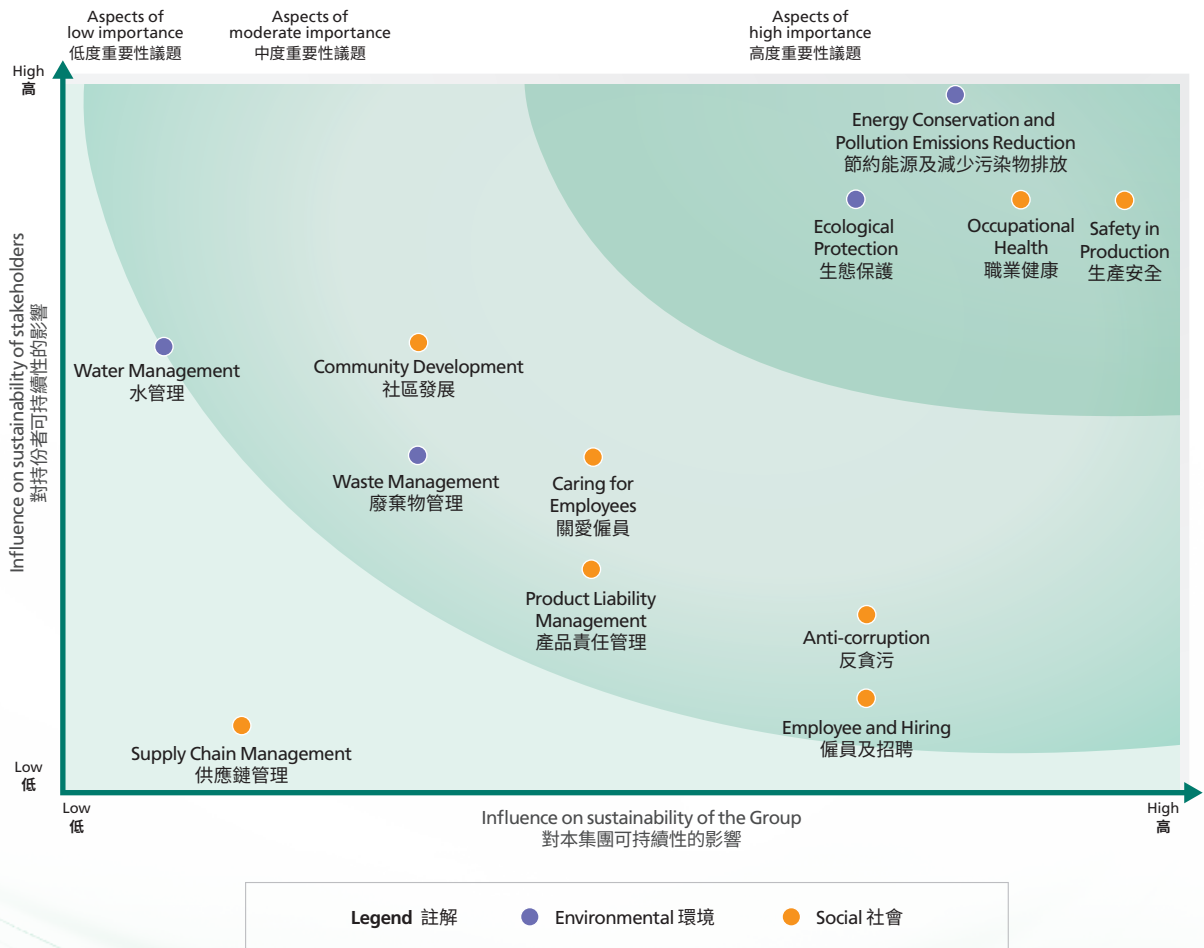 Aspects of
low importance
低度重要性議題
Aspects of
moderate importance
中度重要性議題
Aspects of
high importance
高度重要性議題
High
高
Influence on sustainability of stakeholders
對持份者可持續性的影響
Energy Conservation and
Pollution Emissions Reduction
節約能源及減少污染物排放
Ecological
Protection
生態保護
Occupational
Health
職業健康
Safety in
Production
生產安全
Water Management
水管理
Community Development
社區發展
Waste Management
廢棄物管理
Caring for
Employees
關愛僱員
Product Liability
Management
產品責任管理
Anti-corruption
反貪污
Employee and Hiring
僱員及招聘
Supply Chain Management
供應鏈管理
Low
低
Low
低
Influence on sustainability of the Group
對本集團可持續性的影響
High
高
Legend 註解 Environmental 環境 Social 社會